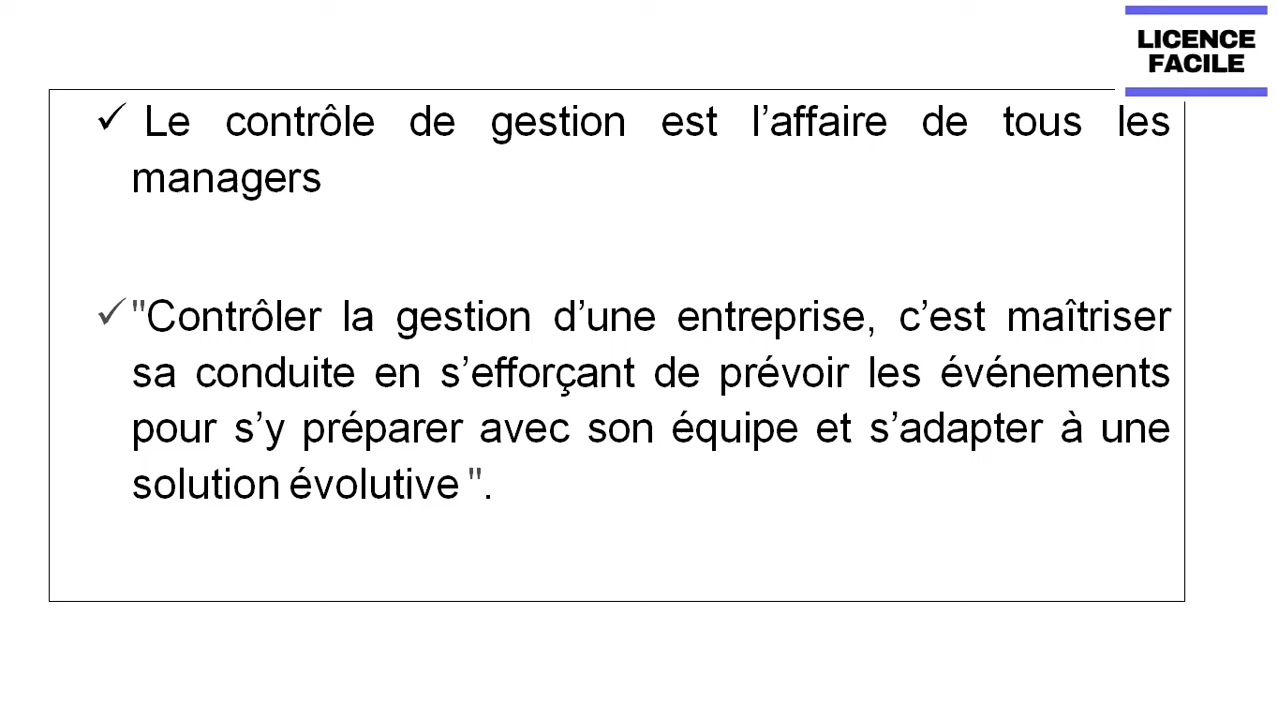 LICENCE
FACILE
✓ Le contrôle de gestion est l’affaire de tous les
managers
✓"Contrôler la gestion d’une entreprise, c’est maîtriser
sa conduite en s’efforçant de prévoir les événements
pour s’y préparer avec son équipe et s’adapter à une
solution évolutive ".